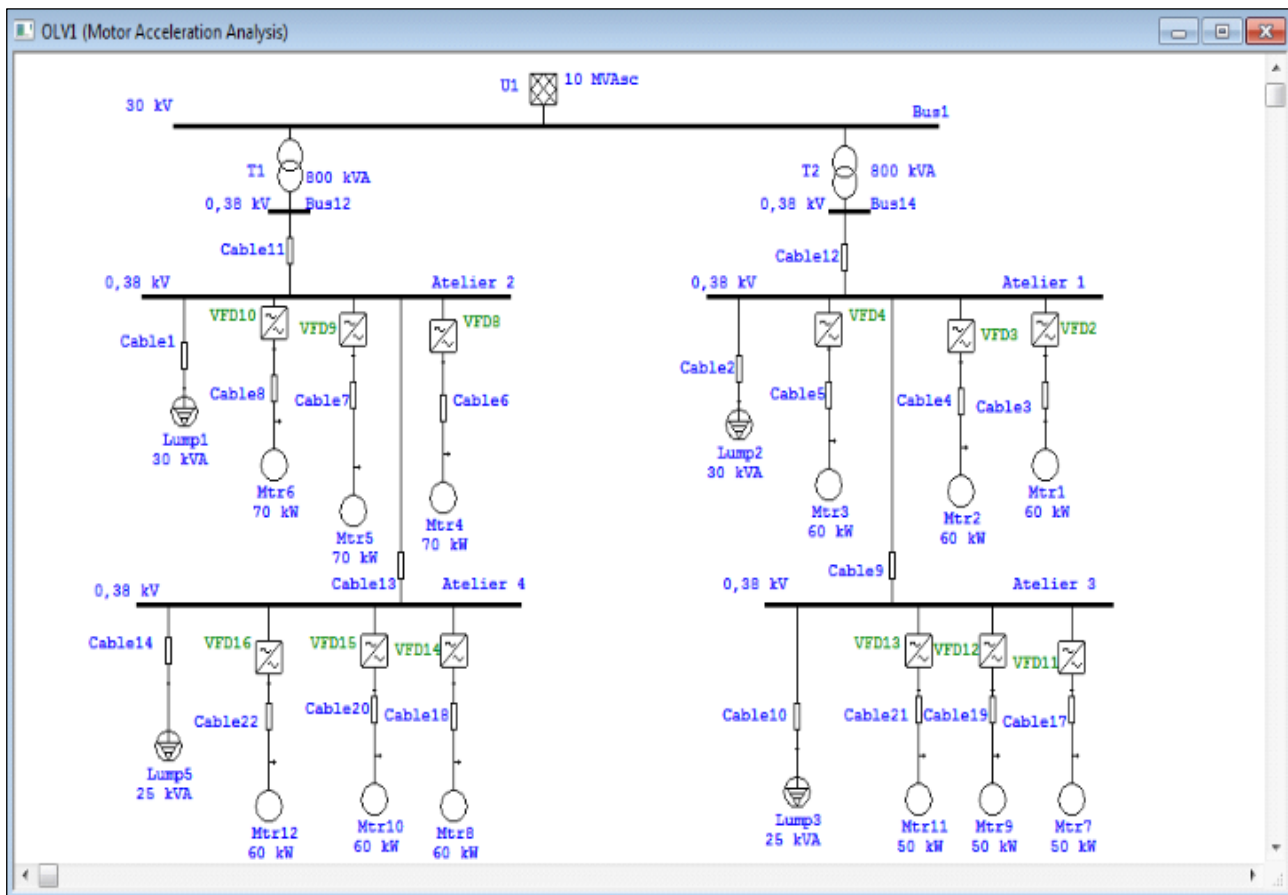 OLV1 (Motor Acceleration Analysis)
U1
10 MVAsc
30 kV
Bus1
T1
800 kVA
T2
800 kVA
0,38 kV
Bus12
0,38 kV
Bus14
Cable11
Cable12
0,38 kV
Atelier 2
0,38 kV
Atelier 1
VFD10
VFD9
VFD8
VFD4
VFD3
VFD2
Cable1
Cable8
Cable7
Cable6
Cable2
Cable5
Cable4
Cable3
Lump1
30 kVA
Mtr6
70 kW
Mtr5
70 kW
Mtr4
70 kW
Lump2
30 kVA
Mtr3
60 kW
Mtr2
60 kW
Mtr1
60 kW
0,38 kV
Cable13
Atelier 4
0,38 kV
Cable9
Atelier 3
Cable14
VFD16
VFD15
VFD14
VFD13
VFD12
VFD11
Cable22
Cable20
Cable18
Cable10
Cable21
Cable19
Cable17
Lump5
25 kVA
Mtr12
60 kW
Mtr10
60 kW
Mtr8
60 kW
Lump3
25 kVA
Mtr11
50 kW
Mtr9
50 kW
Mtr7
50 kW